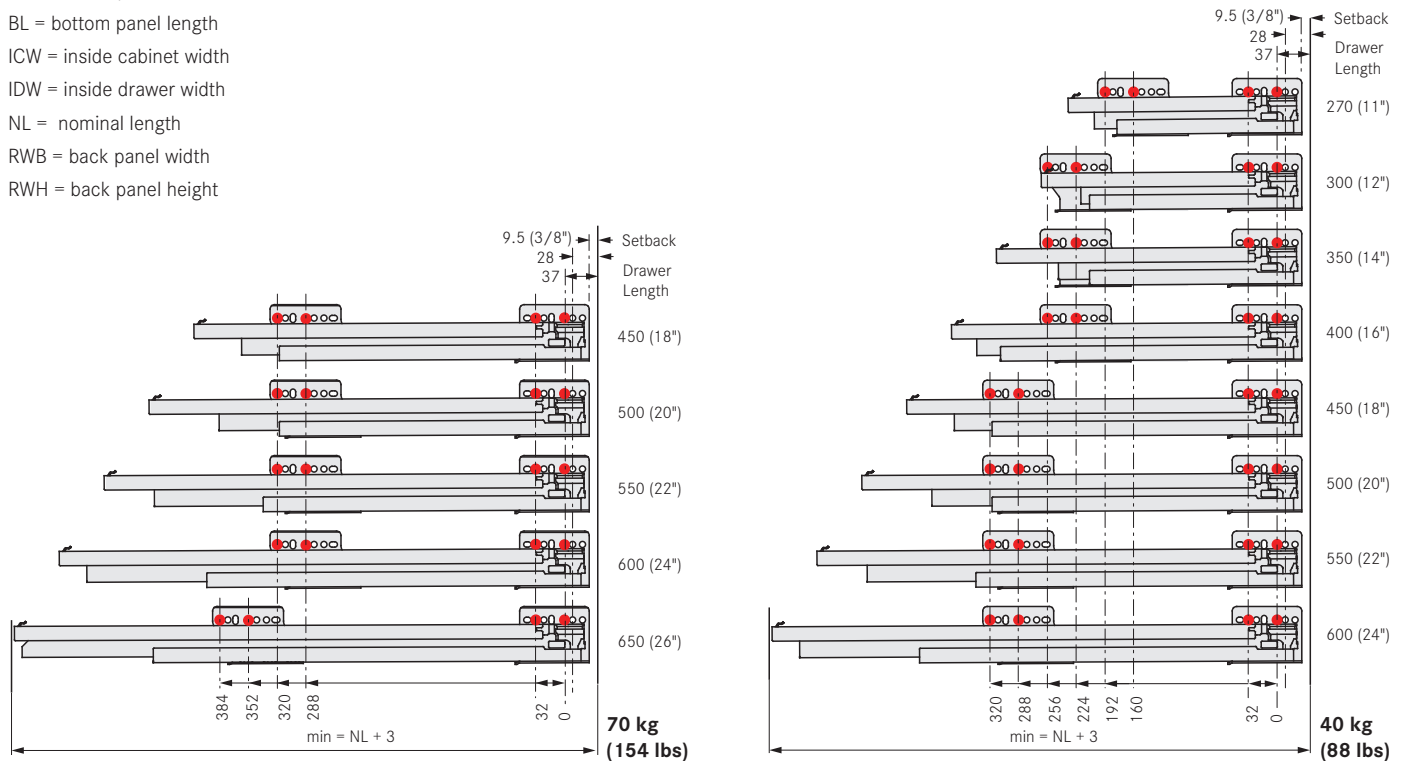 BL = bottom panel length
ICW = inside cabinet width
IDW = inside drawer width
NL = nominal length
RWB = back panel width
RWH = back panel height
9.5 (3/8") Setback
28
37
Drawer
Length
450 (18")
500 (20")
550 (22")
600 (24")
650 (26")
384
352
320
288
32
0
min = NL + 3
70 kg
(154 lbs)
9.5 (3/8") Setback
28
37
Drawer
Length
270 (11")
300 (12")
350 (14")
400 (16")
450 (18")
500 (20")
550 (22")
600 (24")
320
288
256
224
192
160
32
0
min = NL + 3
40 kg
(88 lbs)